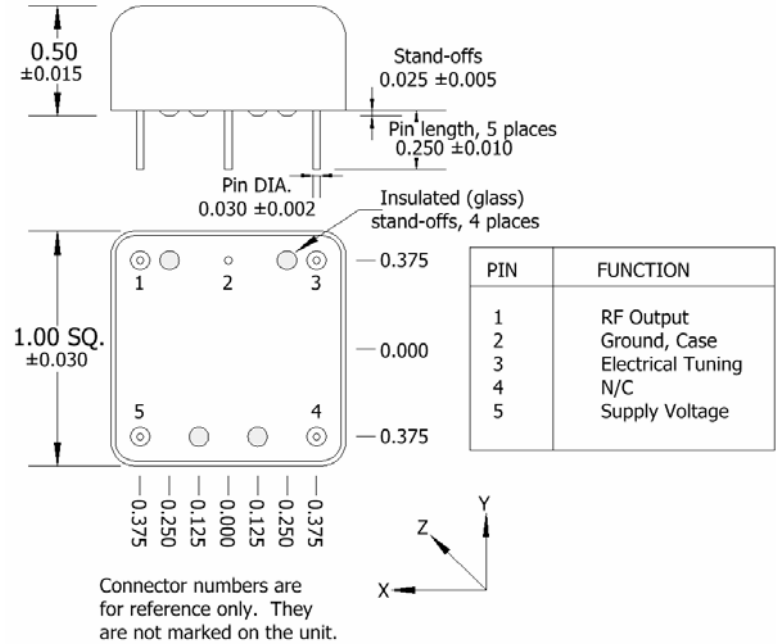 0.50
±0.015
Stand-offs
0.025 ±0.005
Pin length, 5 places
0.250 ±0.010
Pin DIA.
0.030 ±0.002
Insulated (glass)
stand-offs, 4 places
1.00 SQ.
±0.030
1
2
3
5
4
0.375
0.000
0.375
0.375
0.250
0.125
0.000
0.125
0.250
0.375
PIN FUNCTION
1 RF Output
2 Ground, Case
3 Electrical Tuning
4 N/C
5 Supply Voltage
Y
Z
X
Connector numbers are
for reference only. They
are not marked on the unit.